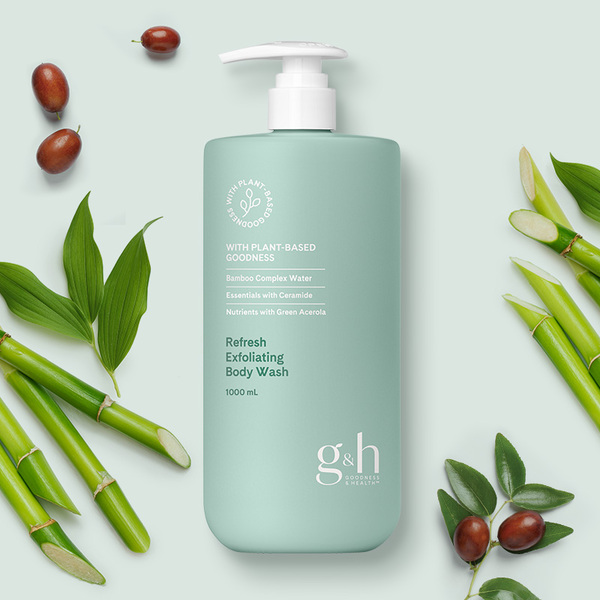 WITH PLANT-BASED GOODNESS
WITH PLANT-BASED
GOODNESS
Bamboo Complex Water
Essentials with Ceramide
Nutrients with Green Acerola
Refresh
Exfoliating
Body Wash
1000 mL
g&h
GOODNESS
& HEALTH™